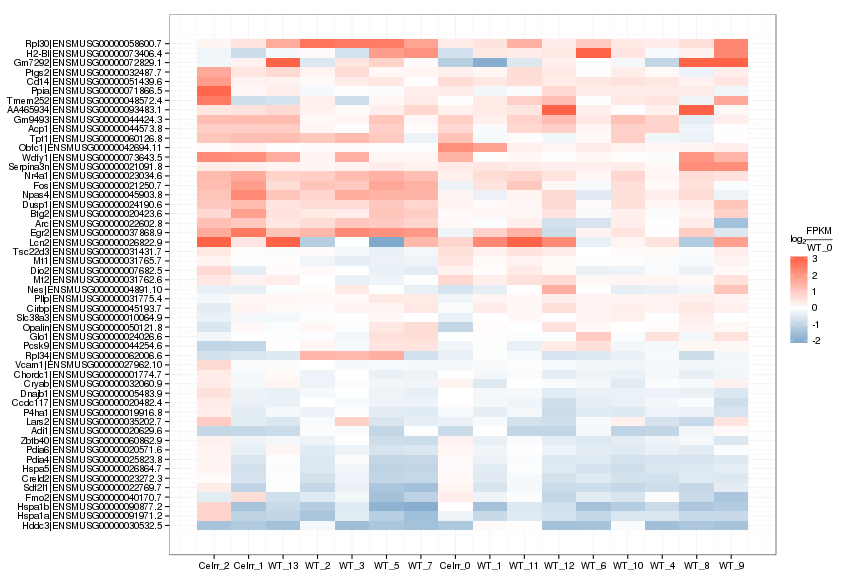 Rpl30|ENSMUSG00000058600.7
H2-Bl|ENSMUSG00000073406.4
Gm7292|ENSMUSG00000072829.1
Ptgs2|ENSMUSG00000032487.7
Cd14|ENSMUSG00000051439.6
Ppia|ENSMUSG00000071866.5
Tmem252|ENSMUSG00000048572.4
AA465934|ENSMUSG00000093483.1
Gm9493|ENSMUSG00000044424.3
Acp1|ENSMUSG00000044573.8
Tpt1|ENSMUSG00000060126.8
Obfc1|ENSMUSG00000042694.11
Wdfy1|ENSMUSG00000073643.5
Serpina3n|ENSMUSG00000021091.8
Nr4a1|ENSMUSG00000023034.6
Fos|ENSMUSG00000021250.7
Npas4|ENSMUSG00000045903.8
Dusp1|ENSMUSG00000024190.6
Btg2|ENSMUSG00000020423.6
Arc|ENSMUSG00000022602.8
Egr2|ENSMUSG00000037868.9
Lcn2|ENSMUSG00000026822.9
Tsc22d3|ENSMUSG00000031431.7
Mt1|ENSMUSG00000031765.7
Dio2|ENSMUSG00000007682.5
Mt2|ENSMUSG00000031762.6
Nes|ENSMUSG00000004891.10
Pllp|ENSMUSG00000031775.4
Cirbp|ENSMUSG00000045193.7
Slc38a3|ENSMUSG00000010064.9
Opalin|ENSMUSG00000050121.8
Glo1|ENSMUSG00000024026.6
Pcsk9|ENSMUSG00000044254.6
Rpl34|ENSMUSG00000062006.6
Vcam1|ENSMUSG00000027962.10
Chordc1|ENSMUSG00000001774.7
Cryab|ENSMUSG00000032060.9
Dnajb1|ENSMUSG00000005483.9
Ccdc117|ENSMUSG00000020482.4
P4ha1|ENSMUSG00000019916.8
Lars2|ENSMUSG00000035202.7
Adi1|ENSMUSG00000020629.6
Zbtb40|ENSMUSG00000060862.9
Pdia6|ENSMUSG00000020571.6
Pdia4|ENSMUSG00000025823.8
Hspa5|ENSMUSG00000026864.7
Creld2|ENSMUSG00000023272.3
Sdf2l1|ENSMUSG00000022769.7
Fmo2|ENSMUSG00000040170.7
Hspa1b|ENSMUSG00000090877.2
Hspa1a|ENSMUSG00000091971.2
Hddc3|ENSMUSG00000030532.5
Celrr_2 Celrr_1 WT_13 WT_2 WT_3 WT_5 WT_7 Celrr_0 WT_1 WT_11 WT_12 WT_6 WT_10 WT_4 WT_8 WT_9
log2 FPKM
WT_0
3
2
1
0
-1
-2